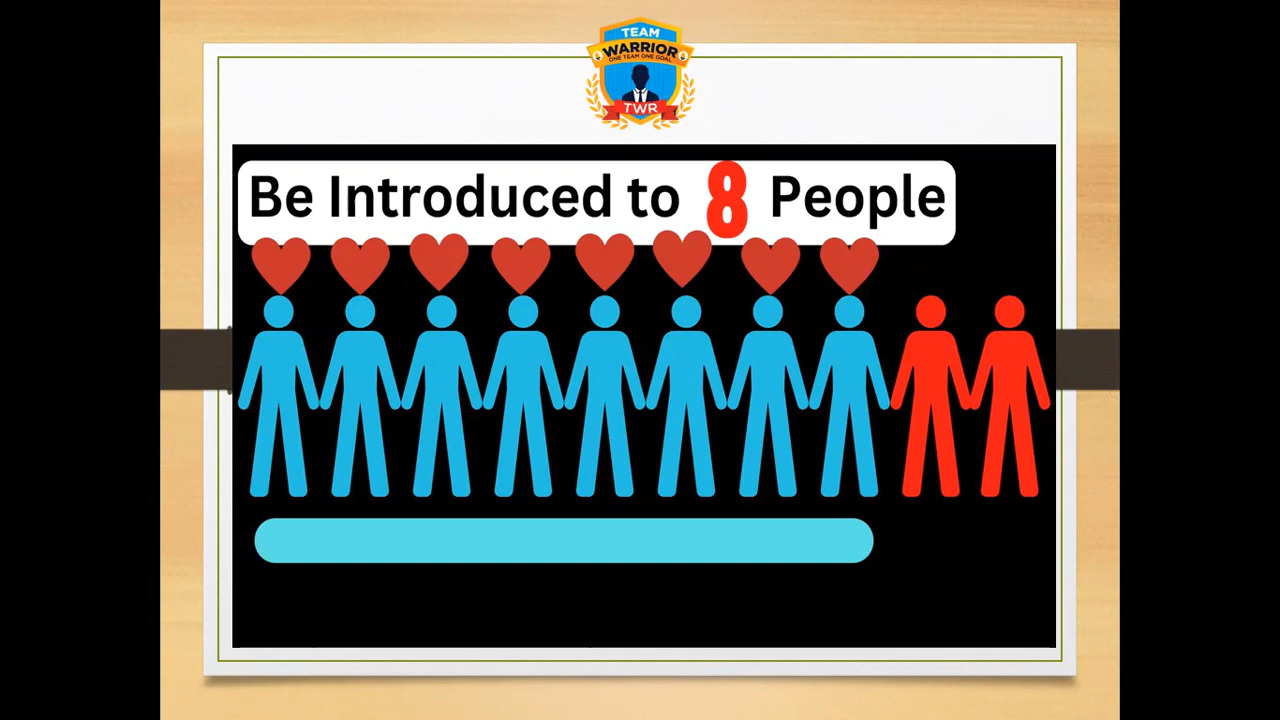 TEAM
WARRIOR
ONE TEAM ONE GOAL
TWR
Be Introduced to 8 People